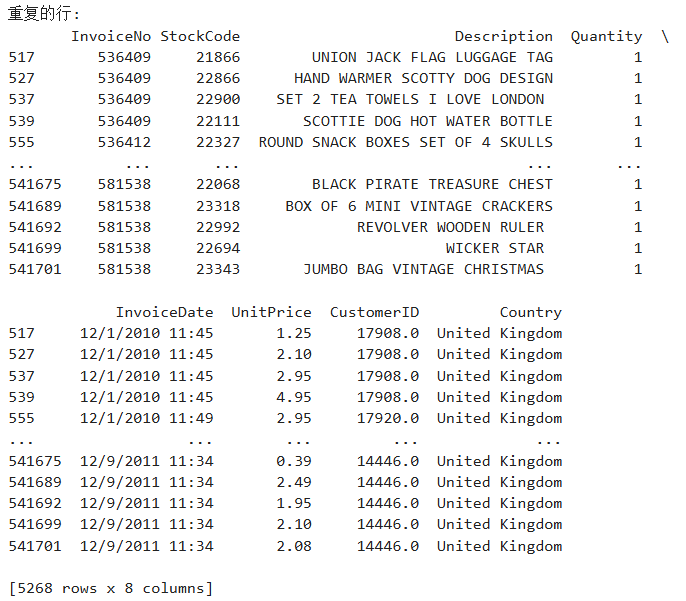 重复的行：
InvoiceNo StockCode Description Quantity \
517 536409 21866 UNION JACK FLAG LUGGAGE TAG 1
527 536409 22866 HAND WARMER SCOTTY DOG DESIGN 1
537 536409 22900 SET 2 TEA TOWELS I LOVE LONDON 1
539 536409 22111 SCOTTIE DOG HOT WATER BOTTLE 1
555 536412 22327 ROUND SNACK BOXES SET OF 4 SKULLS 1
... ... ... ... ...
541675 581538 22068 BLACK PIRATE TREASURE CHEST 1
541689 581538 23318 BOX OF 6 MINI VINTAGE CRACKERS 1
541692 581538 22992 REVOLVER WOODEN RULER 1
541699 581538 22694 WICKER STAR 1
541701 581538 23343 JUMBO BAG VINTAGE CHRISTMAS 1
InvoiceDate UnitPrice CustomerID Country
517 12/1/2010 11:45 1.25 17908.0 United Kingdom
527 12/1/2010 11:45 2.10 17908.0 United Kingdom
537 12/1/2010 11:45 2.95 17908.0 United Kingdom
539 12/1/2010 11:45 4.95 17908.0 United Kingdom
555 12/1/2010 11:49 2.95 17920.0 United Kingdom
... ... ... ... ...
541675 12/9/2011 11:34 0.39 14446.0 United Kingdom
541689 12/9/2011 11:34 2.49 14446.0 United Kingdom
541692 12/9/2011 11:34 1.95 14446.0 United Kingdom
541699 12/9/2011 11:34 2.10 14446.0 United Kingdom
541701 12/9/2011 11:34 2.08 14446.0 United Kingdom
[5268 rows x 8 columns]